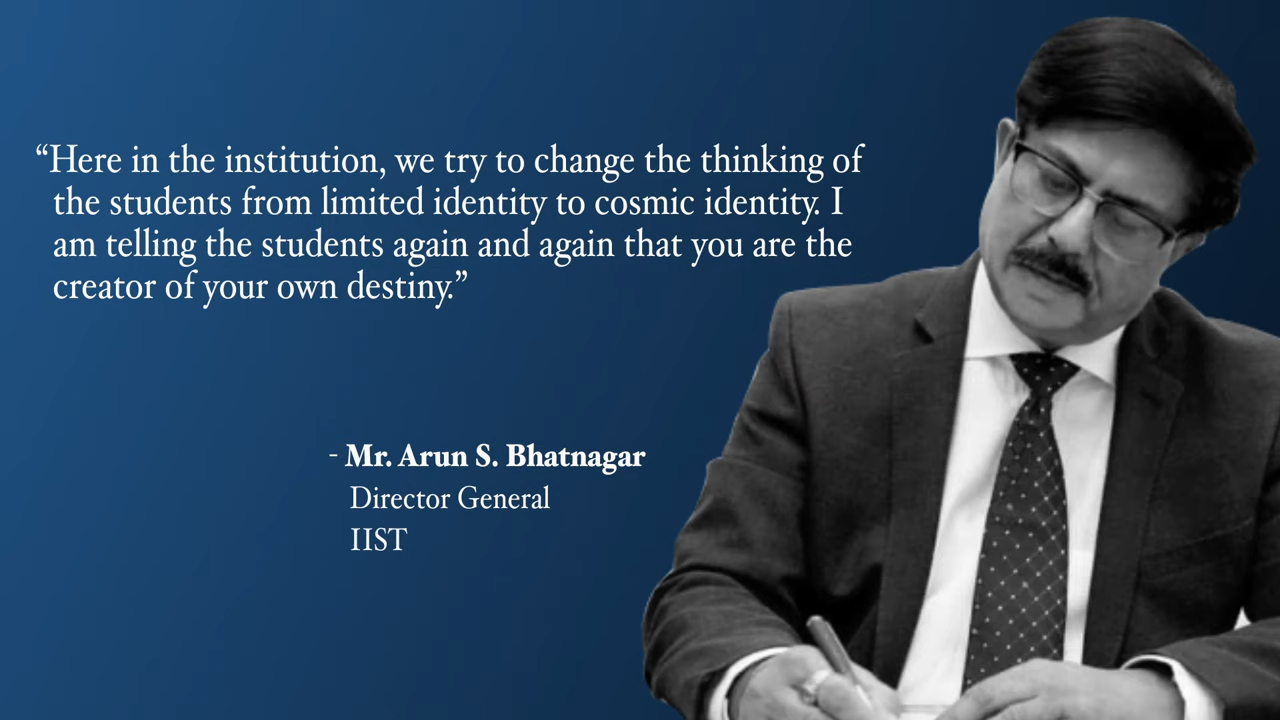 “Here in the institution, we try to change the thinking of
the students from limited identity to cosmic identity. I
am telling the students again and again that you are the
creator of your own destiny.”
- Mr. Arun S. Bhatnagar
Director General
IIST